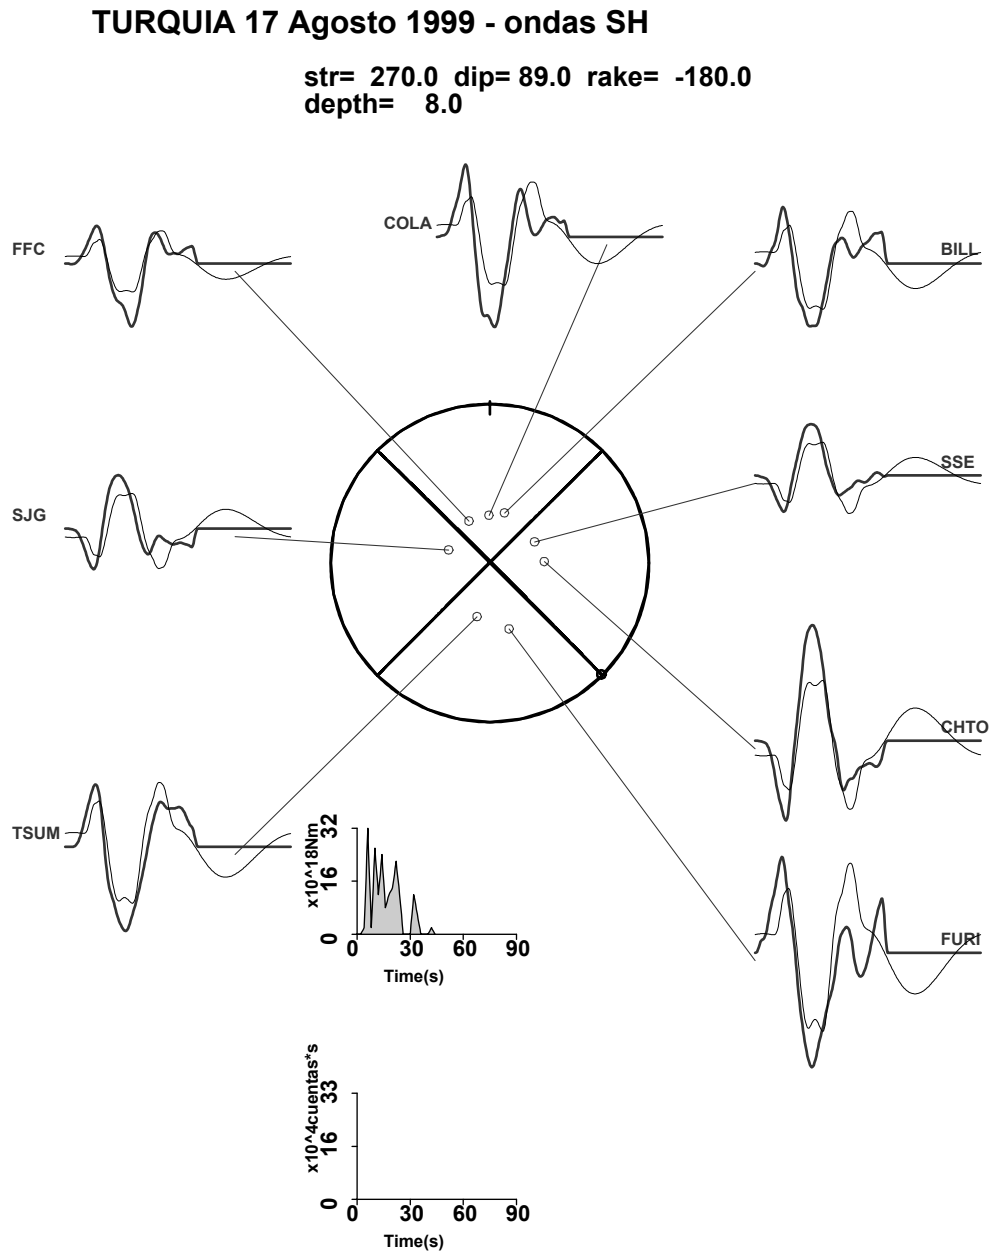 TURQUIA 17 Agosto 1999 - ondas SH
str= 270.0 dip= 89.0 rake= -180.0
depth= 8.0
COLA
FFC
BILL
SSE
SJG
CHTO
TSUM
FURI
x10^18Nm
32
16
0
0 30 60 90
Time(s)
x10^4cuentas*s
33
16
0
0 30 60 90
Time(s)